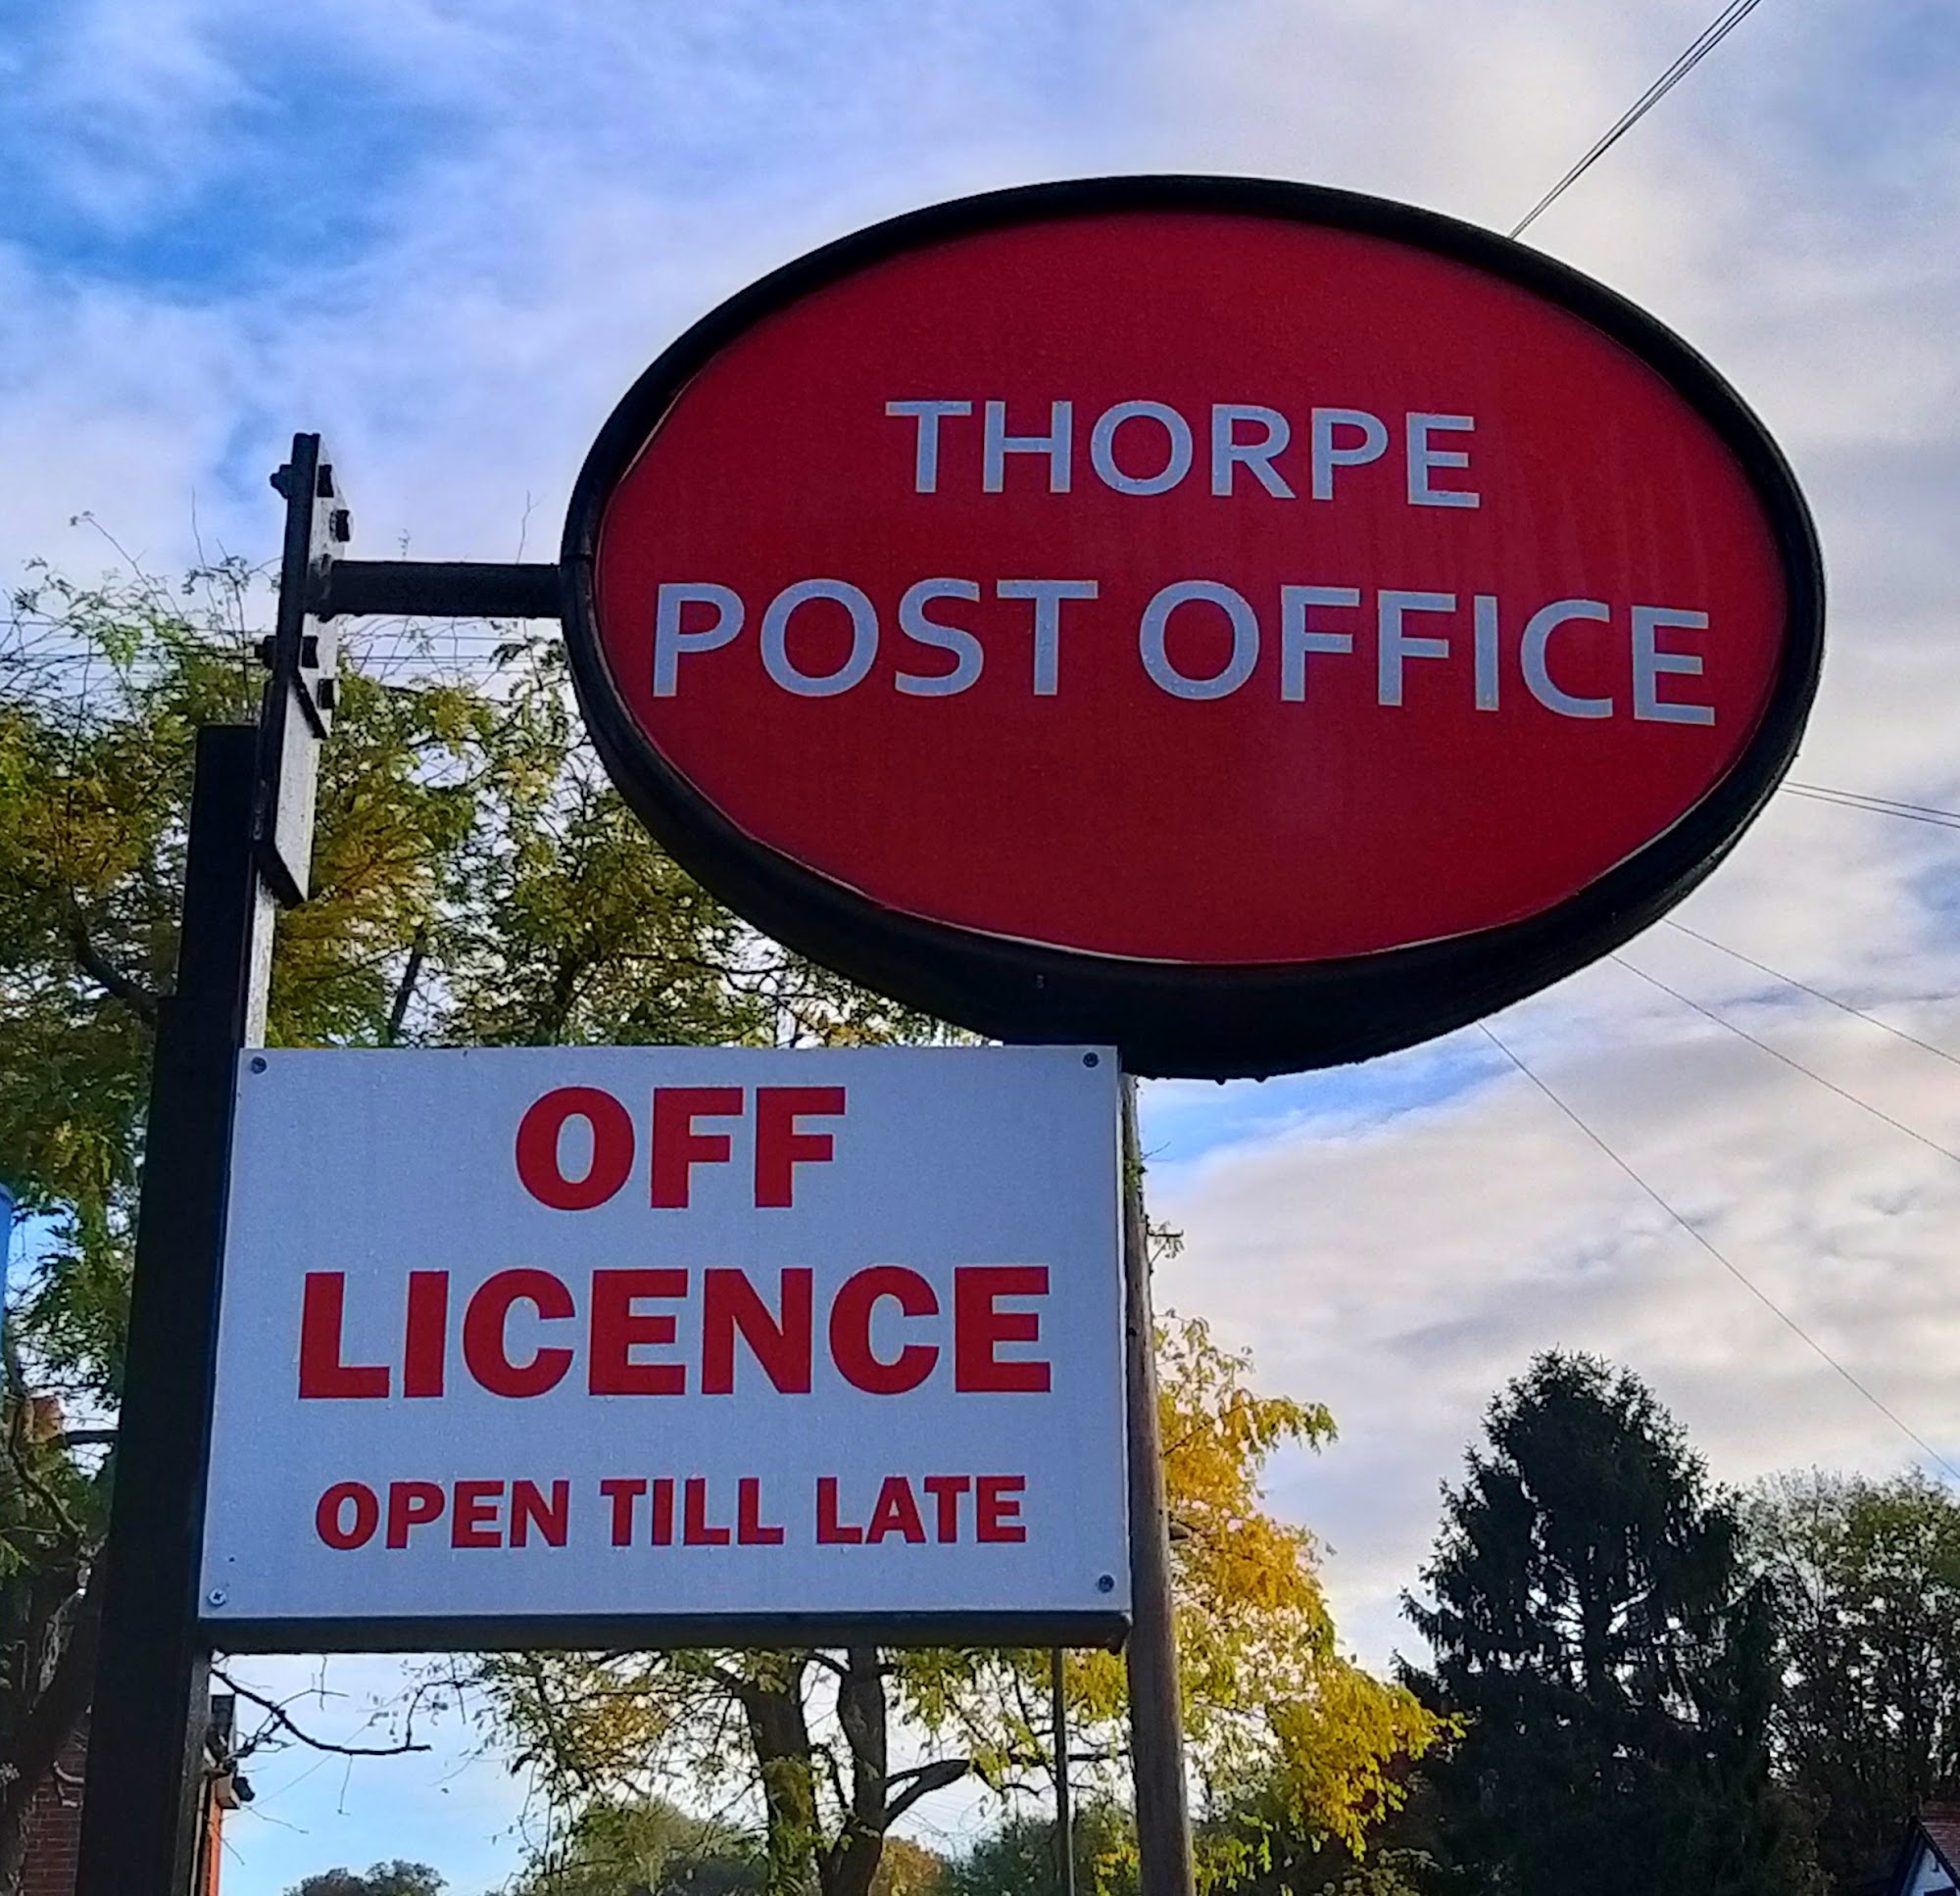 THORPE
POST OFFICE
OFF
LICENCE
OPEN TILL LATE